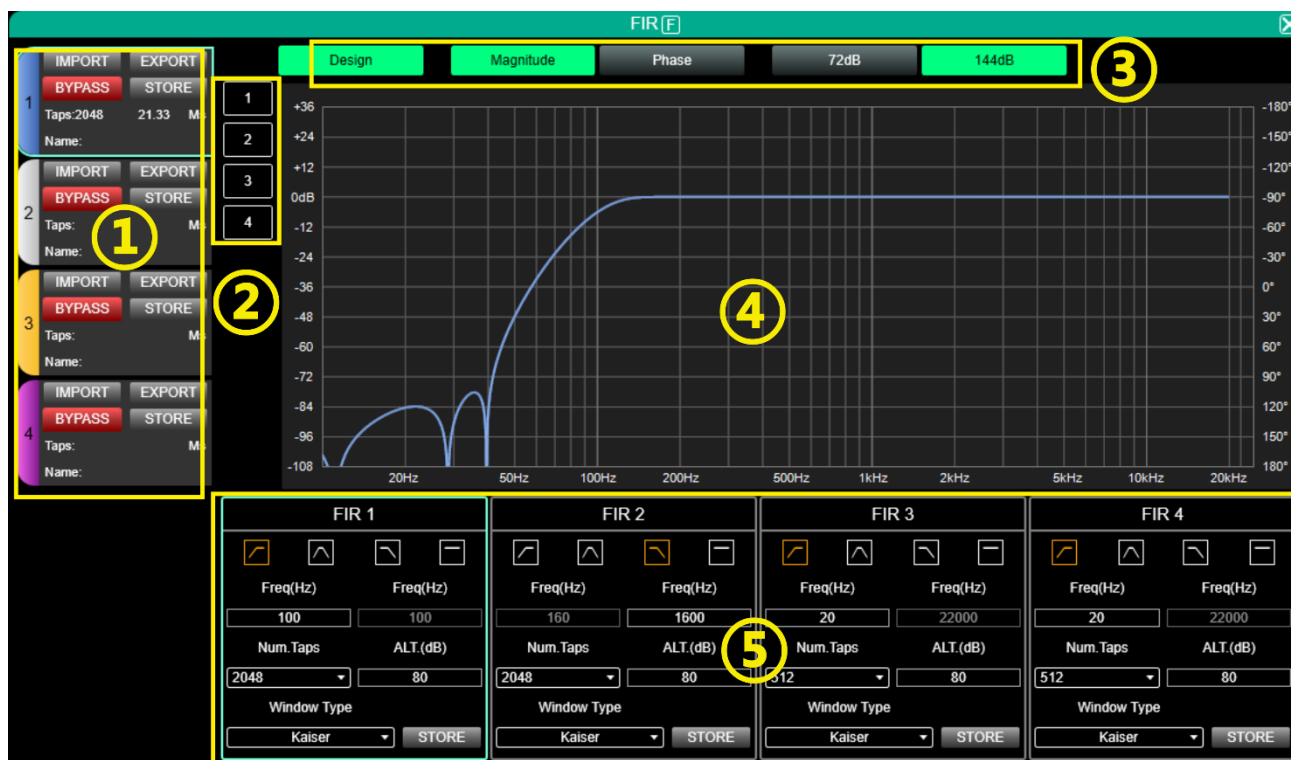 FIR F
IMPORT EXPORT
1 BYPASS STORE
Taps:2048 21.33 Ms
Name:
IMPORT EXPORT
2 BYPASS STORE
Taps: Ms
Name:
IMPORT EXPORT
3 BYPASS STORE
Taps: Ms
Name:
IMPORT EXPORT
4 BYPASS STORE
Taps: Ms
Name:
①
1
2
3
4
②
Design Magnitude Phase 72dB 144dB
③
+36 -180°
+24 -150°
+12 -120°
0dB -90°
-12 -60°
-24 -30°
-36 0°
-48 30°
-60 60°
-72 90°
-84 120°
-96 150°
-108 180°
20Hz 50Hz 100Hz 200Hz 500Hz 1kHz 2kHz 5kHz 10kHz 20kHz
④
FIR 1
Freq(Hz) Freq(Hz)
100 100
Num.Taps ALT.(dB)
2048 80
Window Type
Kaiser STORE
FIR 2
Freq(Hz) Freq(Hz)
160 1600
Num.Taps ALT.(dB)
2048 80
Window Type
Kaiser STORE
⑤
FIR 3
Freq(Hz) Freq(Hz)
20 22000
Num.Taps ALT.(dB)
512 80
Window Type
Kaiser STORE
FIR 4
Freq(Hz) Freq(Hz)
20 22000
Num.Taps ALT.(dB)
512 80
Window Type
Kaiser STORE